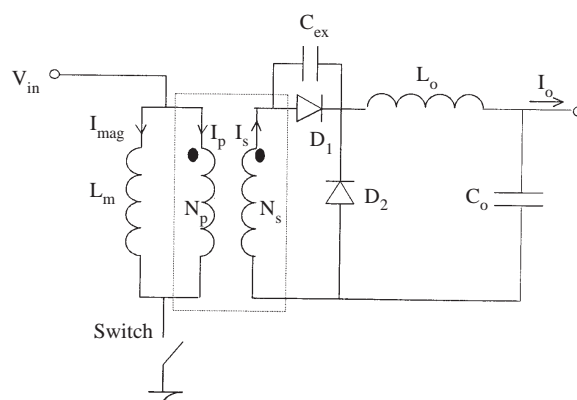 C_ex
V_in
L_o
I_o
I_mag
I_p
I_s
D_1
L_m
N_p
N_s
D_2
C_o
Switch